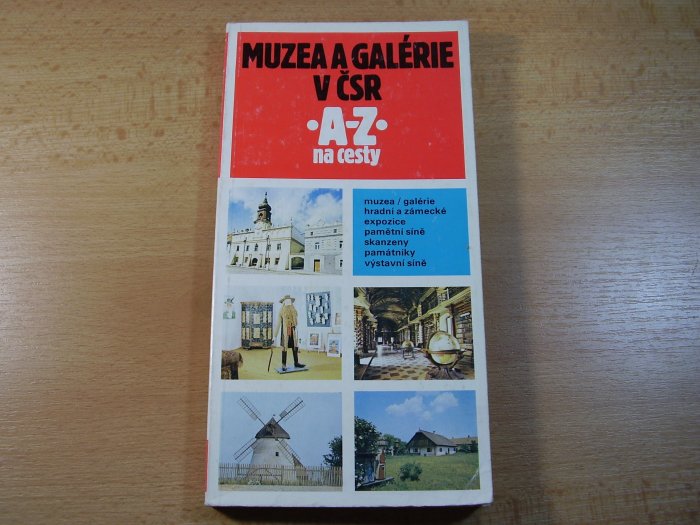 MUZEA A GALÉRIE
V ČSR
•A-Z•
na cesty
muzea / galérie
hradní a zámecké
expozice
pamětní síně
skanzeny
památníky
výstavní síně